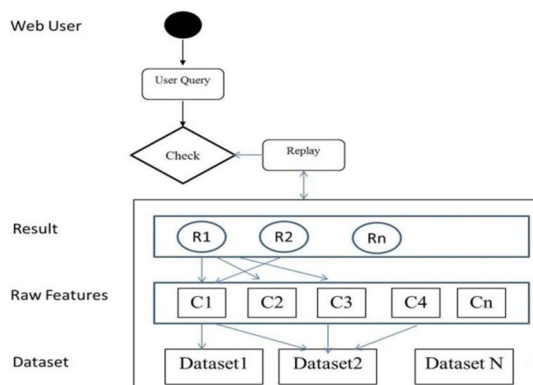 Web User
User Query
Check
Replay
Result
R1 R2 Rn
Raw Features
C1 C2 C3 C4 Cn
Dataset
Dataset1 Dataset2 Dataset N